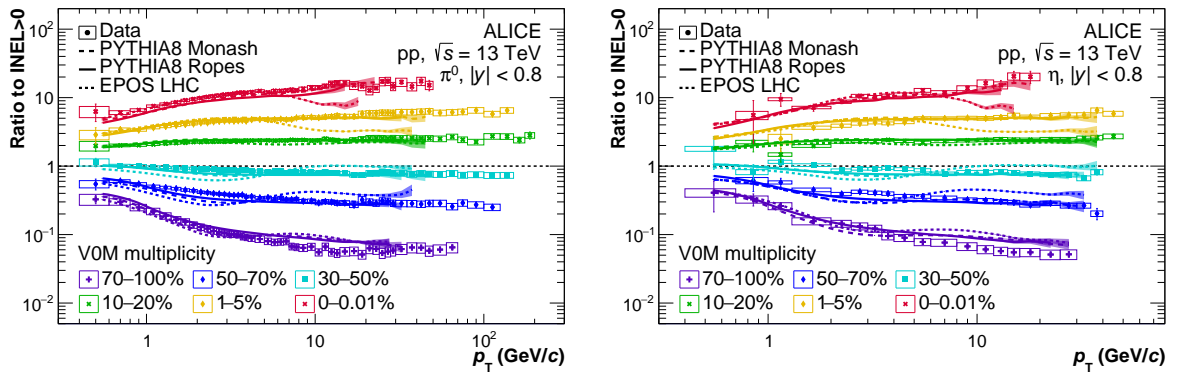 Ratio to INEL>0
10²
10
1
10⁻¹
10⁻²
Data
PYTHIA8 Monash
PYTHIA8 Ropes
EPOS LHC
ALICE
pp, √s = 13 TeV
π⁰, |y| < 0.8
V0M multiplicity
70–100% 50–70% 30–50%
10–20% 1–5% 0–0.01%
1 10 10²
p_T (GeV/c)
Ratio to INEL>0
10²
10
1
10⁻¹
10⁻²
Data
PYTHIA8 Monash
PYTHIA8 Ropes
EPOS LHC
ALICE
pp, √s = 13 TeV
η, |y| < 0.8
V0M multiplicity
70–100% 50–70% 30–50%
10–20% 1–5% 0–0.01%
1 10
p_T (GeV/c)